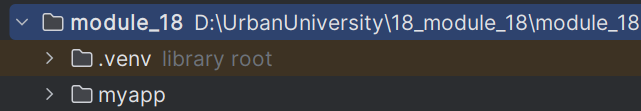 module_18 D:\UrbanUniversity\18_module_18\module_18
.venv library root
myapp